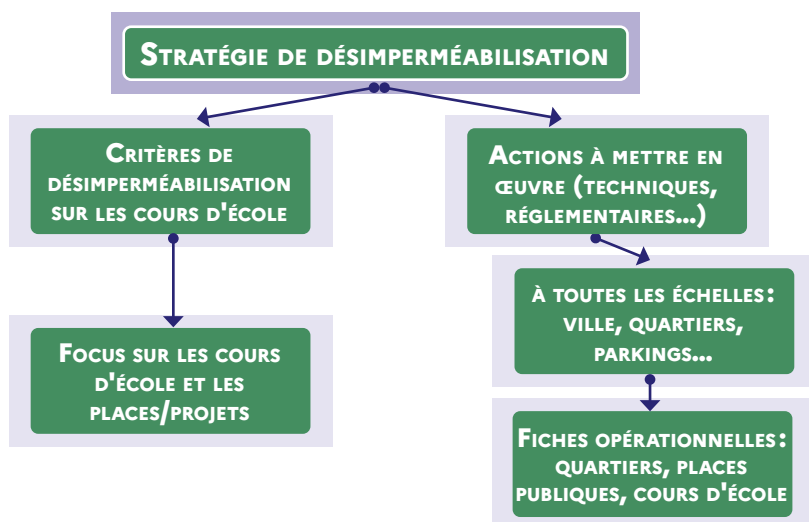 Stratégie de désimperméabilisation
Critères de
désimperméabilisation
sur les cours d'école
Focus sur les cours
d'école et les
places/projets
Actions à mettre en
œuvre (techniques,
réglementaires...)
à toutes les échelles :
ville, quartiers,
parkings...
Fiches opérationnelles :
quartiers, places
publiques, cours d'école